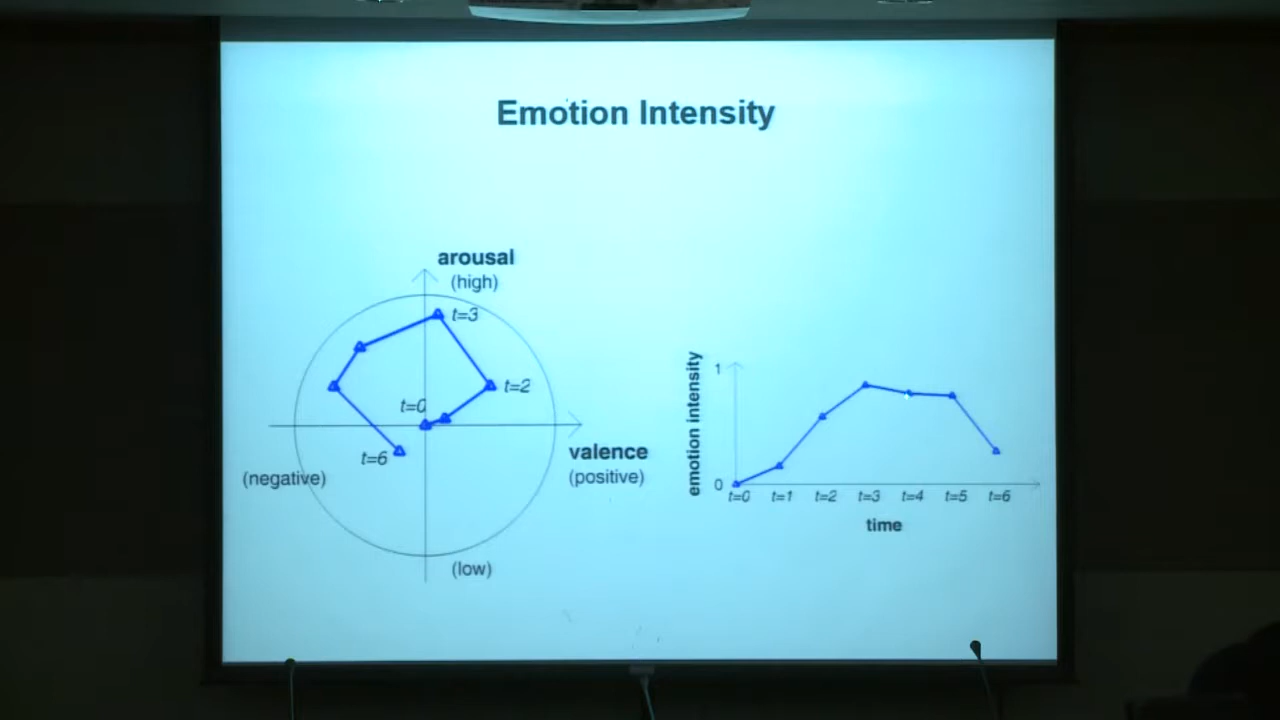 Emotion Intensity
arousal
(high)
t=3
t=2
t=0
t=6
valence
(negative)
(positive)
(low)
emotion intensity
1
0
t=0 t=1 t=2 t=3 t=4 t=5 t=6
time